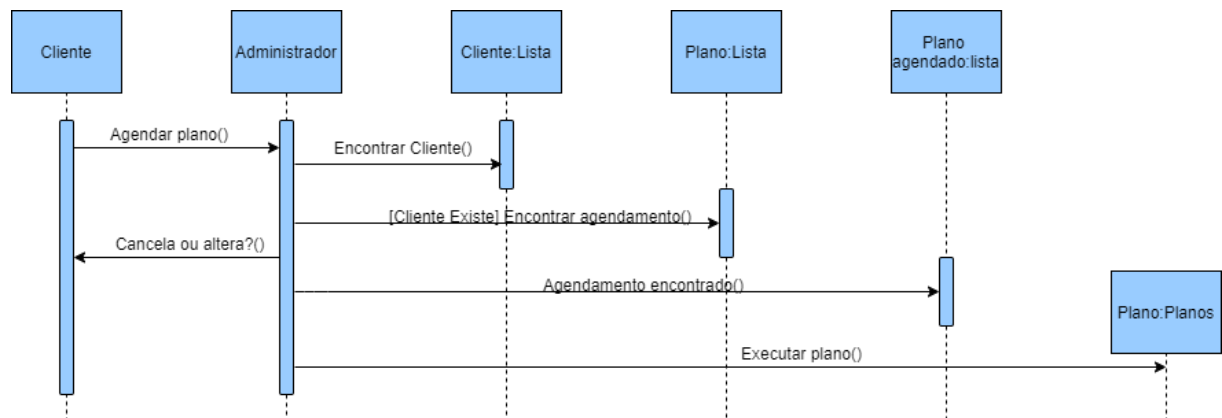 Cliente
Administrador
Cliente:Lista
Plano:Lista
Plano
agendado:lista
Agendar plano()
Encontrar Cliente()
[Cliente Existe] Encontrar agendamento()
Cancela ou altera?()
Agendamento encontrado()
Plano:Planos
Executar plano()